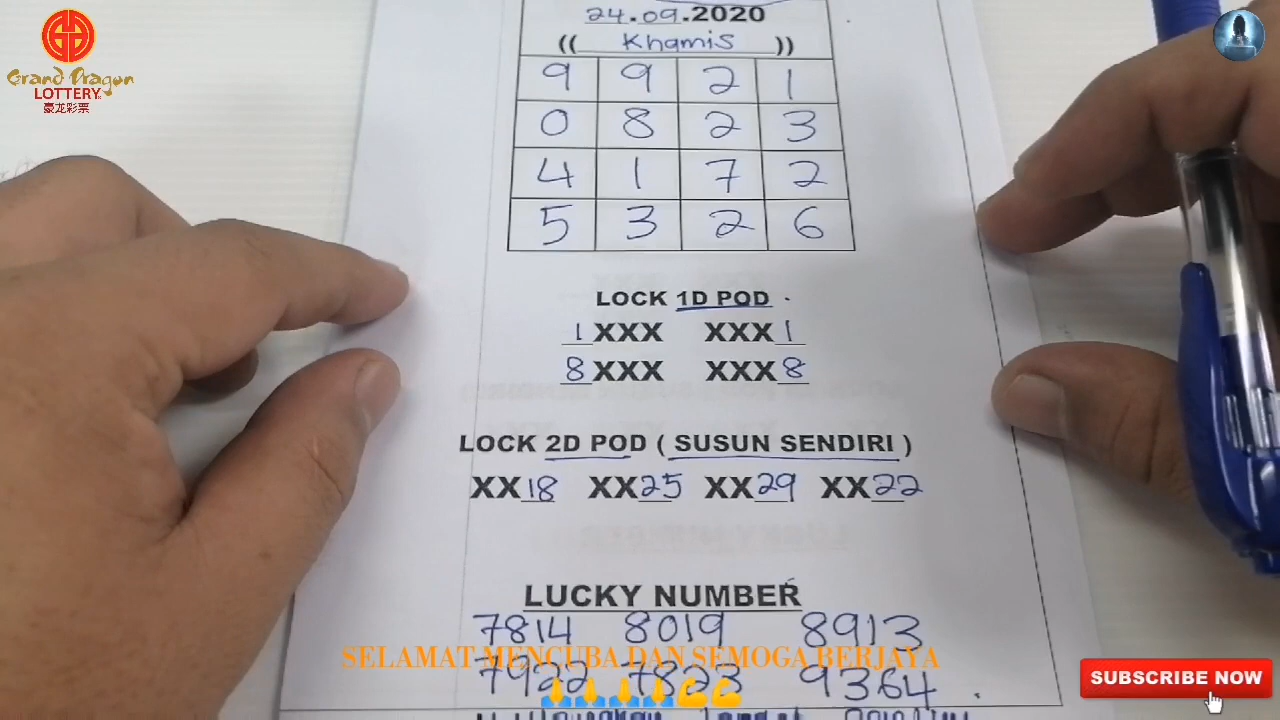 Grand Dragon
LOTTERY
豪龙彩票
24.09.2020
(( Khamis ))
9 9 2 1
0 8 2 3
4 1 7 2
5 3 2 6
LOCK 1D POD
1XXX XXX1
8XXX XXX8
LOCK 2D POD ( SUSUN SENDIRI )
XX18 XX25 XX29 XX22
LUCKY NUMBER
7814 8019 8913
SELAMAT MENCUBA DAN SEMOGA BERJAYA
7922 7823 9364
SUBSCRIBE NOW